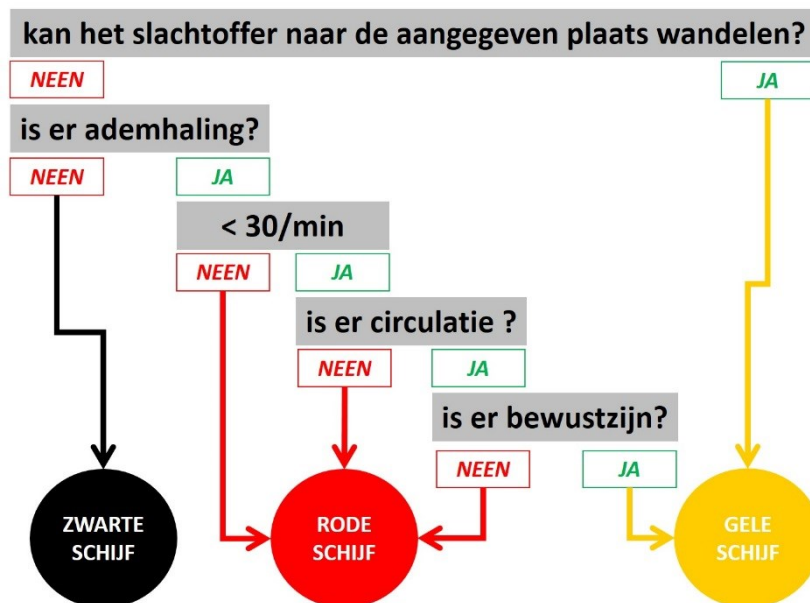 kan het slachtoffer naar de aangegeven plaats wandelen?
NEEN
JA
is er ademhaling?
NEEN
JA
< 30/min
NEEN
JA
is er circulatie ?
NEEN
JA
is er bewustzijn?
NEEN
JA
ZWARTE
SCHIJF
RODE
SCHIJF
GELE
SCHIJF